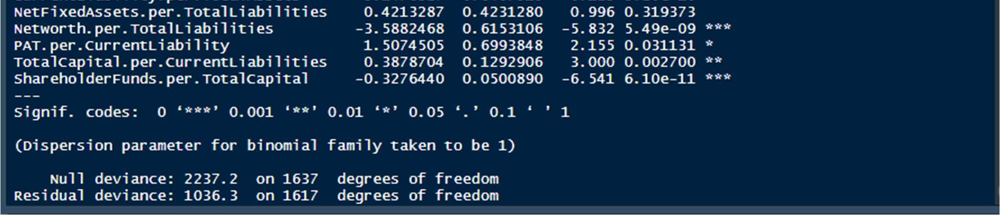 NetFixedAssets.per.TotalLiabilities 0.4213287 0.4231280 0.996 0.319373
Networth.per.TotalLiabilities -3.5882468 0.6153106 -5.832 5.49e-09 ***
PAT.per.CurrentLiability 1.5074505 0.6993848 2.155 0.031131 *
TotalCapital.per.CurrentLiabilities 0.3878704 0.1292906 3.000 0.002700 **
ShareholderFunds.per.TotalCapital -0.3276440 0.0500890 -6.541 6.10e-11 ***
---
Signif. codes: 0 ‘***’ 0.001 ‘**’ 0.01 ‘*’ 0.05 ‘.’ 0.1 ‘ ’ 1
(Dispersion parameter for binomial family taken to be 1)
Null deviance: 2237.2 on 1637 degrees of freedom
Residual deviance: 1036.3 on 1617 degrees of freedom